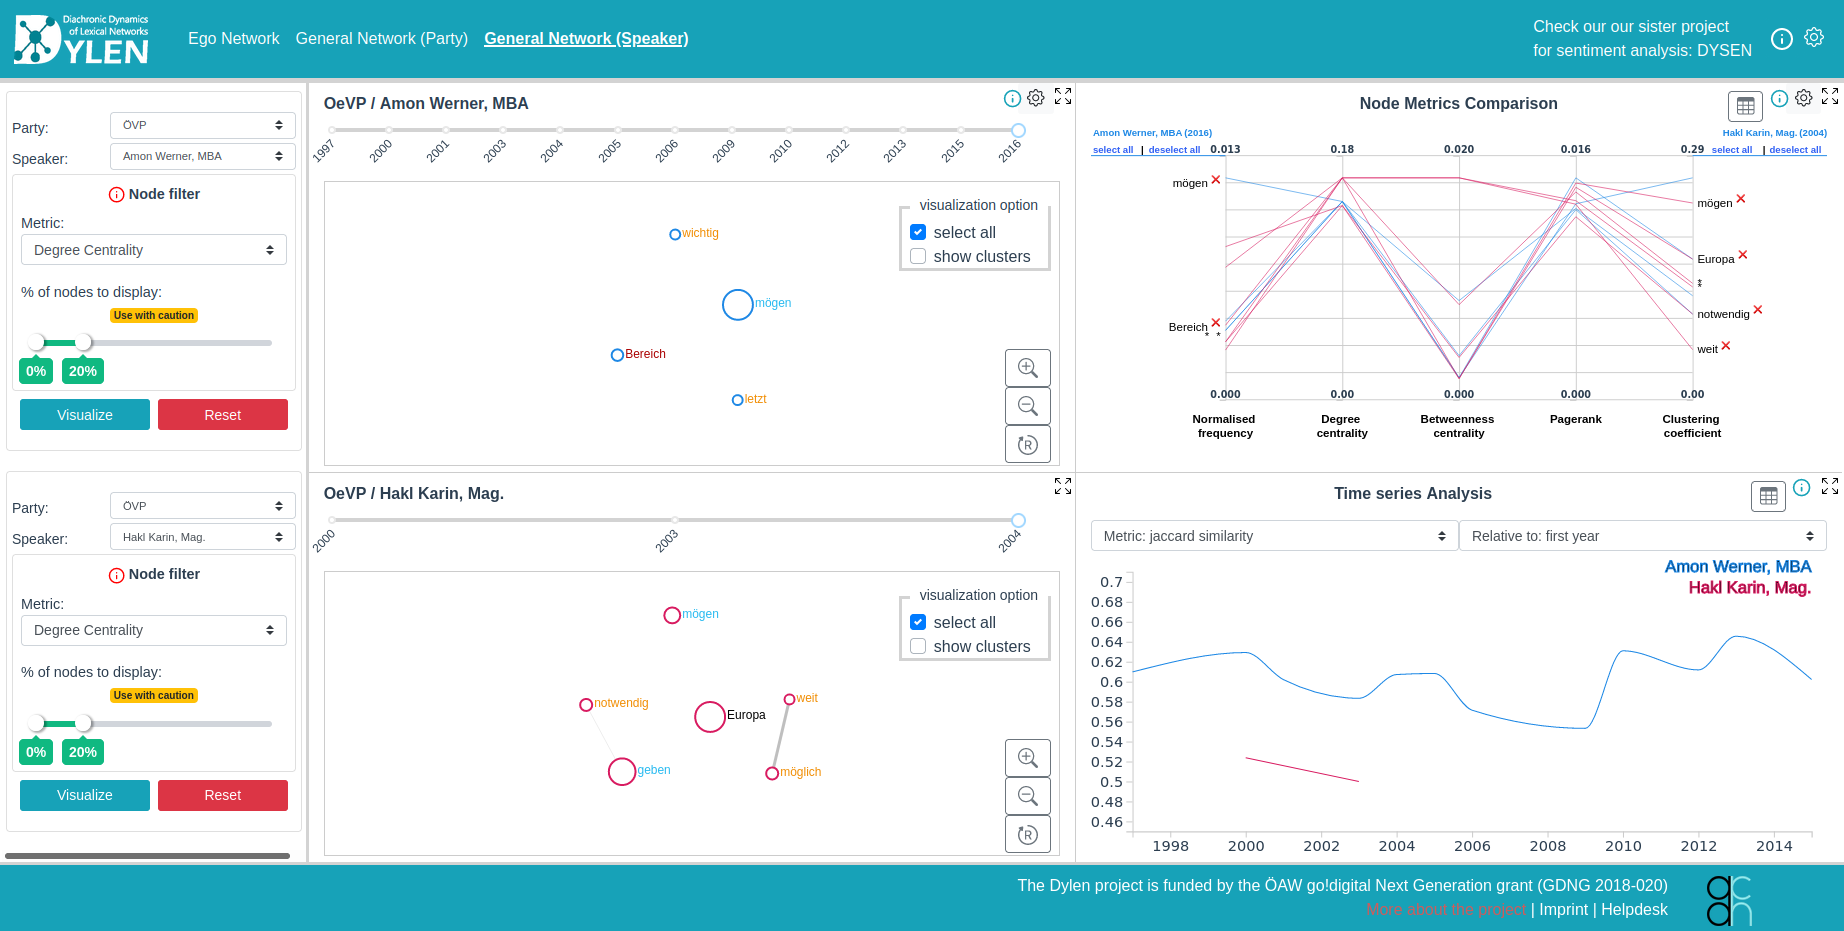 Diachronic Dynamics
of Lexical Networks
DYLEN
Ego Network
General Network (Party)
General Network (Speaker)
Check our our sister project
for sentiment analysis: DYSEN
Party:
ÖVP
Speaker:
Amon Werner, MBA
Node filter
Metric:
Degree Centrality
% of nodes to display:
Use with caution
0%
20%
Visualize
Reset
Party:
ÖVP
Speaker:
Hakl Karin, Mag.
Node filter
Metric:
Degree Centrality
% of nodes to display:
Use with caution
0%
20%
Visualize
Reset
OeVP / Amon Werner, MBA
1997 2000 2001 2003 2004 2005 2006 2009 2010 2012 2013 2015 2016
visualization option
select all
show clusters
wichtig
mögen
Bereich
letzt
R
OeVP / Hakl Karin, Mag.
2000 2003 2004
visualization option
select all
show clusters
mögen
notwendig
weit
Europa
geben
möglich
R
Node Metrics Comparison
Amon Werner, MBA (2016)
Hakl Karin, Mag. (2004)
select all | deselect all
0.013 0.18 0.020 0.016 0.29
select all | deselect all
mögen
mögen
Europa
*
*
notwendig
Bereich
* *
weit
0.000 0.00 0.000 0.000 0.00
Normalised
frequency
Degree
centrality
Betweenness
centrality
Pagerank
Clustering
coefficient
Time series Analysis
Metric: jaccard similarity
Relative to: first year
Amon Werner, MBA
Hakl Karin, Mag.
0.7
0.68
0.66
0.64
0.62
0.6
0.58
0.56
0.54
0.52
0.5
0.48
0.46
1998 2000 2002 2004 2006 2008 2010 2012 2014
The Dylen project is funded by the ÖAW go!digital Next Generation grant (GDNG 2018-020)
More about the project | Imprint | Helpdesk